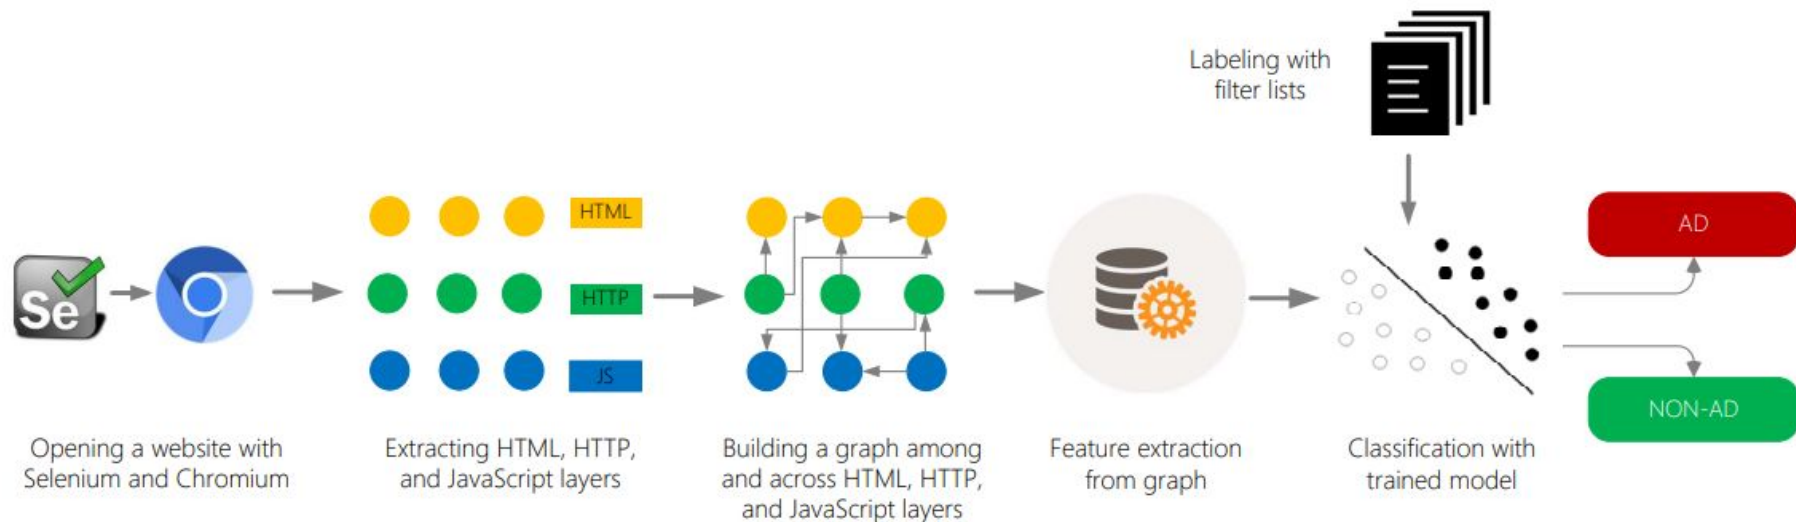 Labeling with
filter lists
HTML
HTTP
JS
Se
AD
NON-AD
Opening a website with
Selenium and Chromium
Extracting HTML, HTTP,
and JavaScript layers
Building a graph among
and across HTML, HTTP,
and JavaScript layers
Feature extraction
from graph
Classification with
trained model